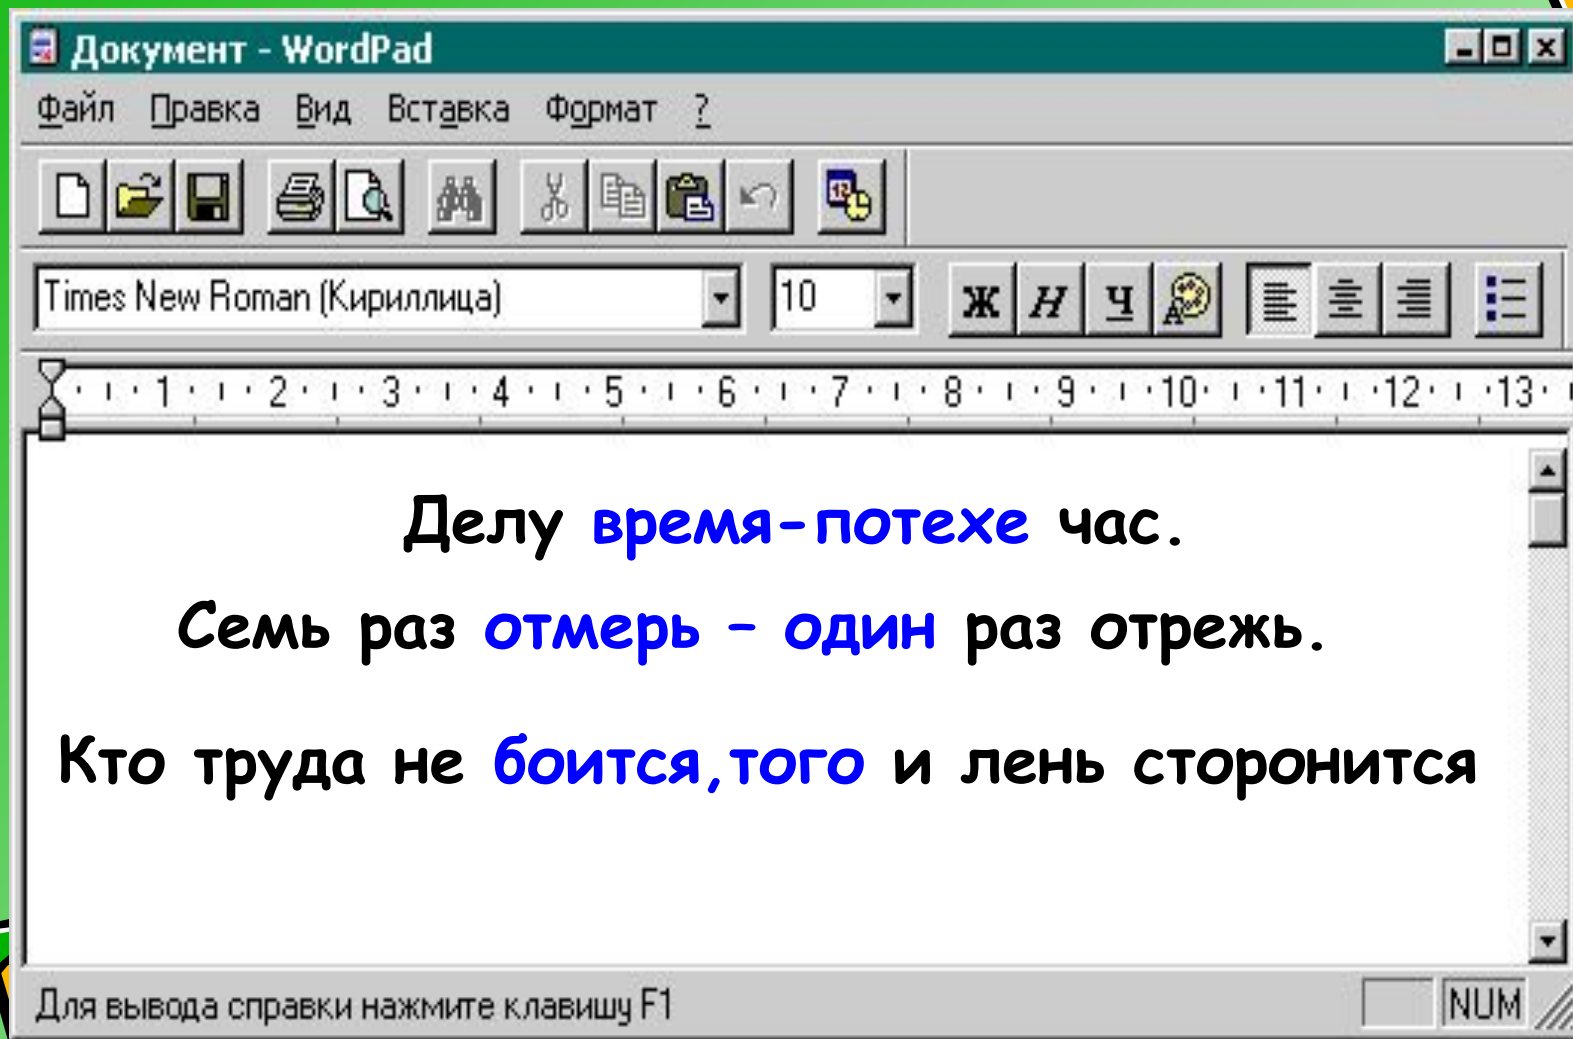 Документ - WordPad
Файл Правка Вид Вставка Формат ?
Times New Roman (Кириллица) 10 Ж Н Ч
1 2 3 4 5 6 7 8 9 10 11 12 13
Делу время-потехе час.
Семь раз отмерь – один раз отрежь.
Кто труда не боится,того и лень сторонится
Для вывода справки нажмите клавишу F1 NUM